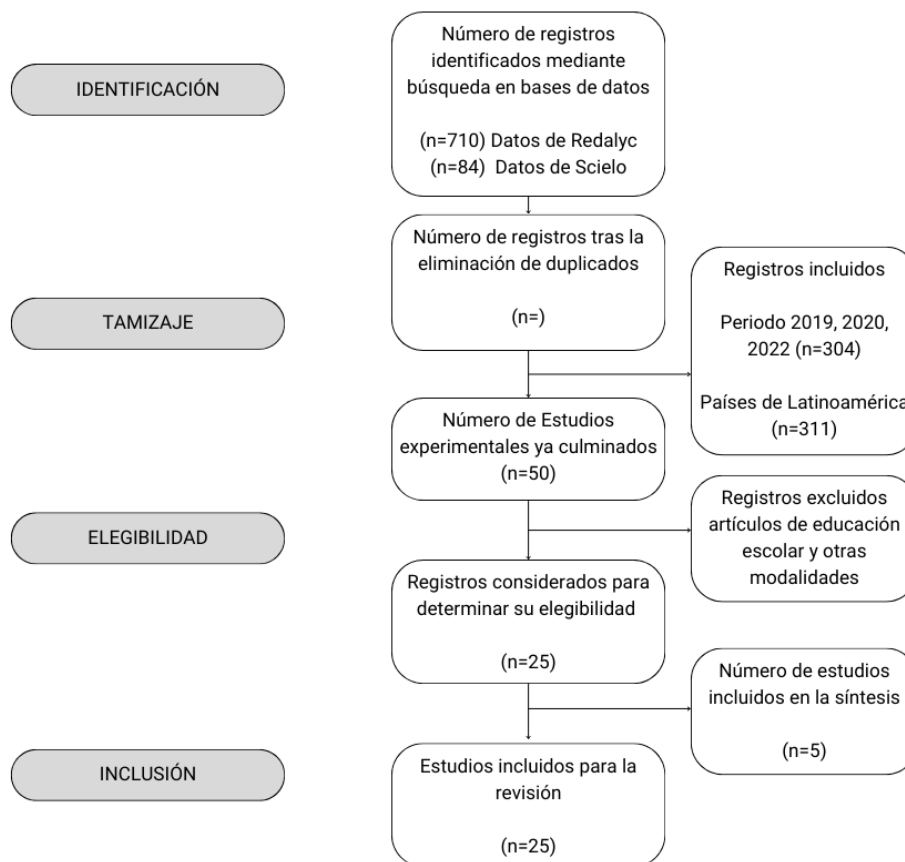 Número de registros
identificados mediante
búsqueda en bases de datos
(n=710) Datos de Redalyc
(n=84) Datos de Scielo
IDENTIFICACIÓN
Número de registros tras la
eliminación de duplicados
(n=)
Registros incluidos
Periodo 2019, 2020,
2022 (n=304)
Países de Latinoamérica
(n=311)
TAMIZAJE
Número de Estudios
experimentales ya culminados
(n=50)
Registros excluidos
artículos de educación
escolar y otras
modalidades
ELEGIBILIDAD
Registros considerados para
determinar su elegibilidad
(n=25)
Número de estudios
incluidos en la síntesis
(n=5)
INCLUSIÓN
Estudios incluidos para la
revisión
(n=25)